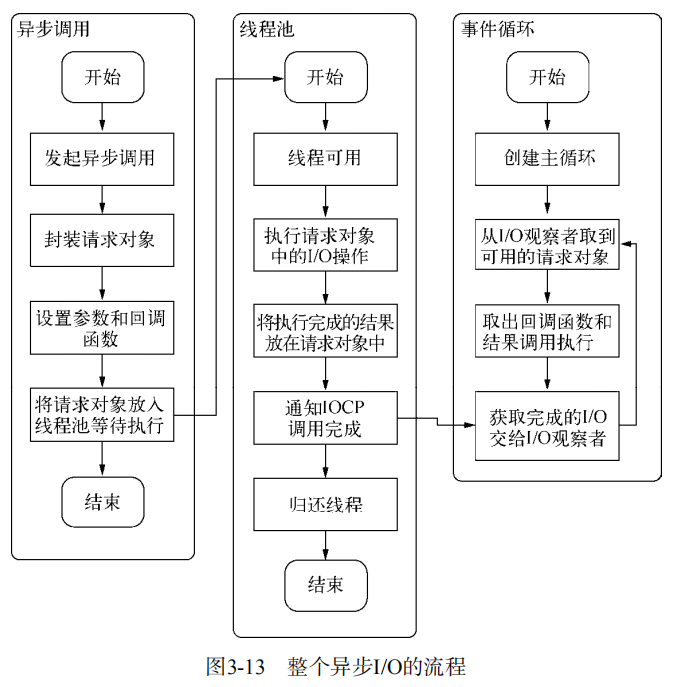 异步调用
开始
发起异步调用
封装请求对象
设置参数和回调
函数
将请求对象放入
线程池等待执行
结束
线程池
开始
线程可用
执行请求对象
中的I/O操作
将执行完成的结果
放在请求对象中
通知IOCP
调用完成
归还线程
结束
事件循环
开始
创建主循环
从I/O观察者取到
可用的请求对象
取出回调函数和
结果调用执行
获取完成的I/O
交给I/O观察者
图3-13 整个异步I/O的流程